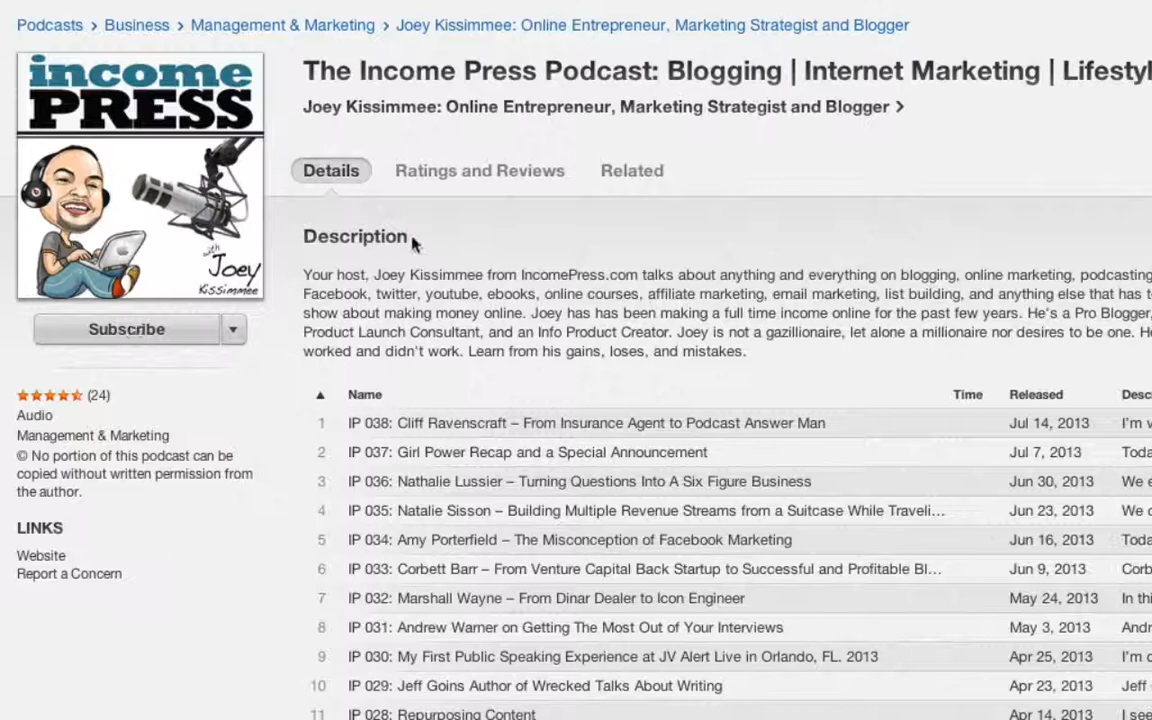 Podcasts > Business > Management & Marketing > Joey Kissimmee: Online Entrepreneur, Marketing Strategist and Blogger
income
PRESS
with
Joey
Kissimmee
The Income Press Podcast: Blogging | Internet Marketing | Lifestyl
Joey Kissimmee: Online Entrepreneur, Marketing Strategist and Blogger >
Details Ratings and Reviews Related
Description
Your host, Joey Kissimmee from IncomePress.com talks about anything and everything on blogging, online marketing, podcasting
Facebook, twitter, youtube, ebooks, online courses, affiliate marketing, email marketing, list building, and anything else that has t
show about making money online. Joey has has been making a full time income online for the past few years. He's a Pro Blogger,
Product Launch Consultant, and an Info Product Creator. Joey is not a gazillionaire, let alone a millionaire nor desires to be one. He
worked and didn't work. Learn from his gains, loses, and mistakes.
Subscribe
(24)
Audio
Management & Marketing
© No portion of this podcast can be
copied without written permission from
the author.
LINKS
Website
Report a Concern
Name Time Released Desc
1 IP 038: Cliff Ravenscraft – From Insurance Agent to Podcast Answer Man Jul 14, 2013 I'm v
2 IP 037: Girl Power Recap and a Special Announcement Jul 7, 2013 Toda
3 IP 036: Nathalie Lussier – Turning Questions Into A Six Figure Business Jun 30, 2013 We e
4 IP 035: Natalie Sisson – Building Multiple Revenue Streams from a Suitcase While Traveli... Jun 23, 2013 We c
5 IP 034: Amy Porterfield – The Misconception of Facebook Marketing Jun 16, 2013 Toda
6 IP 033: Corbett Barr – From Venture Capital Back Startup to Successful and Profitable Bl... Jun 9, 2013 Corb
7 IP 032: Marshall Wayne – From Dinar Dealer to Icon Engineer May 24, 2013 In thi
8 IP 031: Andrew Warner on Getting The Most Out of Your Interviews May 3, 2013 Andr
9 IP 030: My First Public Speaking Experience at JV Alert Live in Orlando, FL. 2013 Apr 25, 2013 I'm c
10 IP 029: Jeff Goins Author of Wrecked Talks About Writing Apr 23, 2013 Jeff
11 IP 028: Repurposing Content Apr 14, 2013 I see